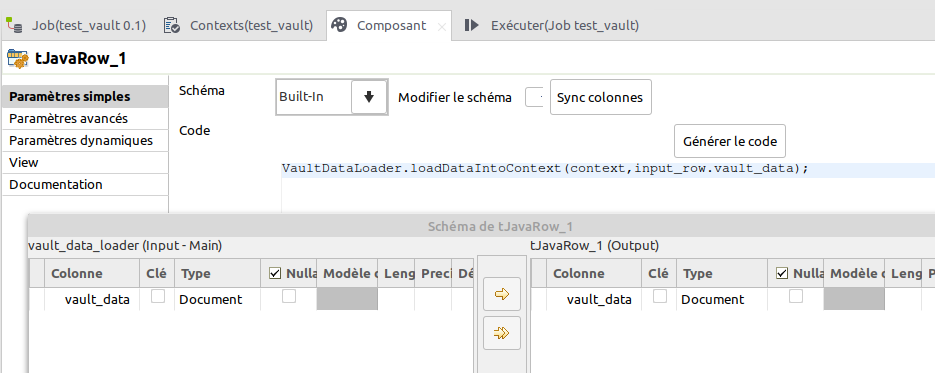 Job(test_vault 0.1) Contexts(test_vault) Composant Exécuter(Job test_vault)
tJavaRow_1
Paramètres simples
Paramètres avancés
Paramètres dynamiques
View
Documentation
Schéma Built-In Modifier le schéma Sync colonnes
Code
Générer le code
VaultDataLoader.loadDataIntoContext(context,input_row.vault_data);
Schéma de tJavaRow_1
vault_data_loader (Input - Main)
Colonne Clé Type Nulla Modèle d Leng Preci Dé
vault_data Document
tJavaRow_1 (Output)
Colonne Clé Type Nulla Modèle d Leng P
vault_data Document